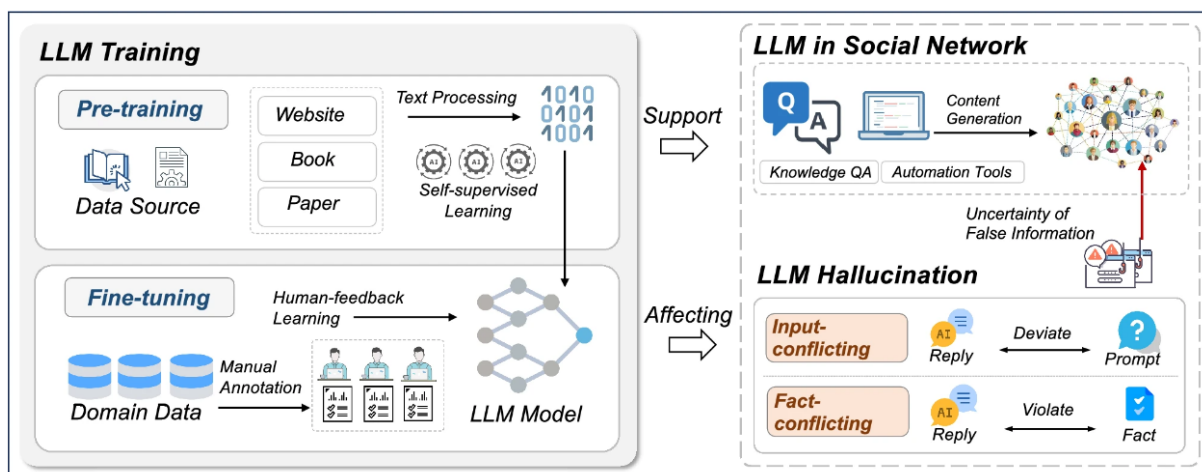 LLM Training
Pre-training
Data Source
Website
Book
Paper
Text Processing
1010
0101
1001
AI AI AI
Self-supervised
Learning
Fine-tuning
Domain Data
Human-feedback
Learning
Manual
Annotation
LLM Model
Support
Affecting
LLM in Social Network
Q
A
Knowledge QA
Automation Tools
Content
Generation
Uncertainty of
False Information
LLM Hallucination
Input-
conflicting
AI
Reply
Deviate
?
Prompt
Fact-
conflicting
AI
Reply
Violate
Fact